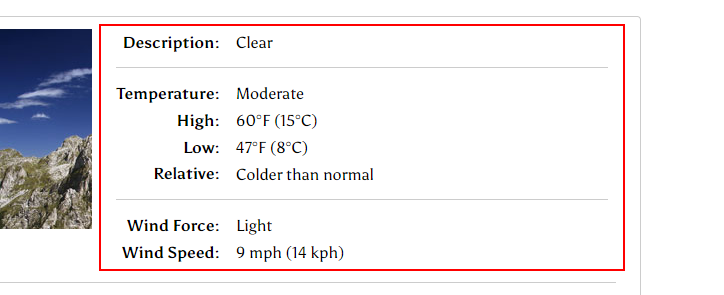 Description: Clear
Temperature: Moderate
High: 60°F (15°C)
Low: 47°F (8°C)
Relative: Colder than normal
Wind Force: Light
Wind Speed: 9 mph (14 kph)